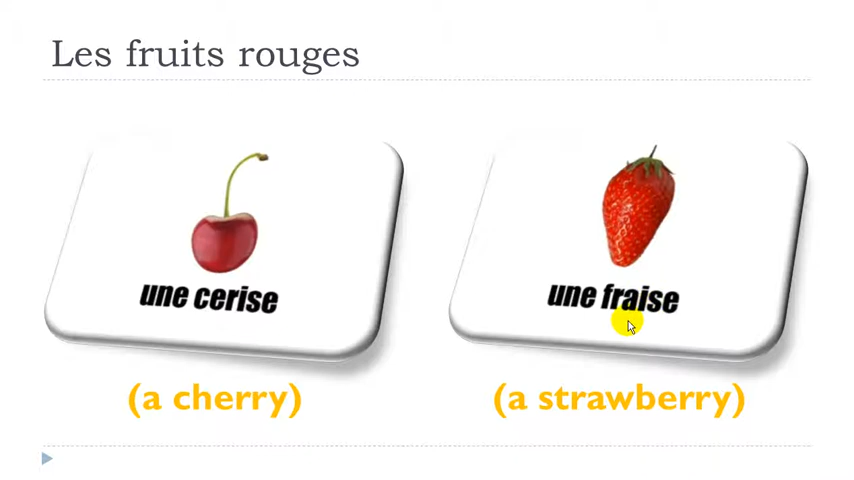 Les fruits rouges
une cerise
une fraise
(a cherry)
(a strawberry)